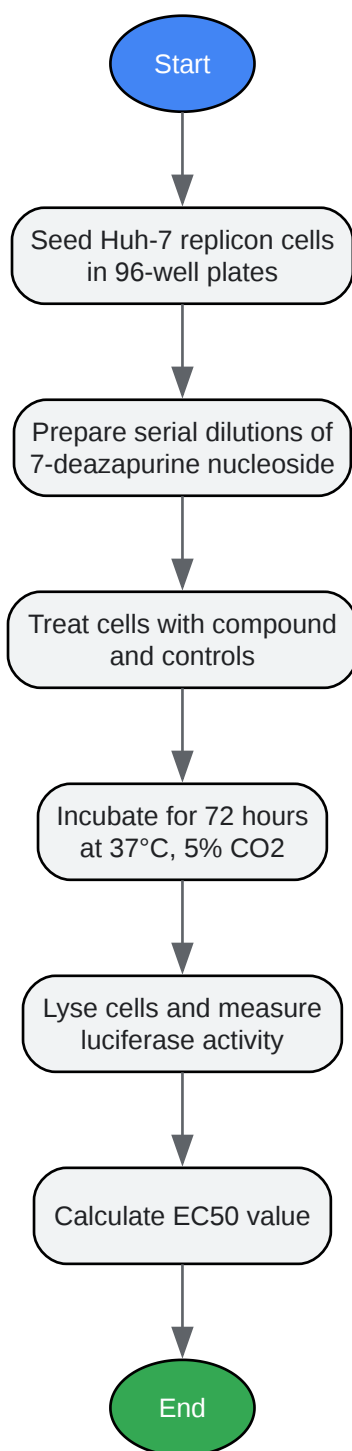 Start
Seed Huh-7 replicon cells
in 96-well plates
Prepare serial dilutions of
7-deazapurine nucleoside
Treat cells with compound
and controls
Incubate for 72 hours
at 37°C, 5% CO2
Lyse cells and measure
luciferase activity
Calculate EC50 value
End